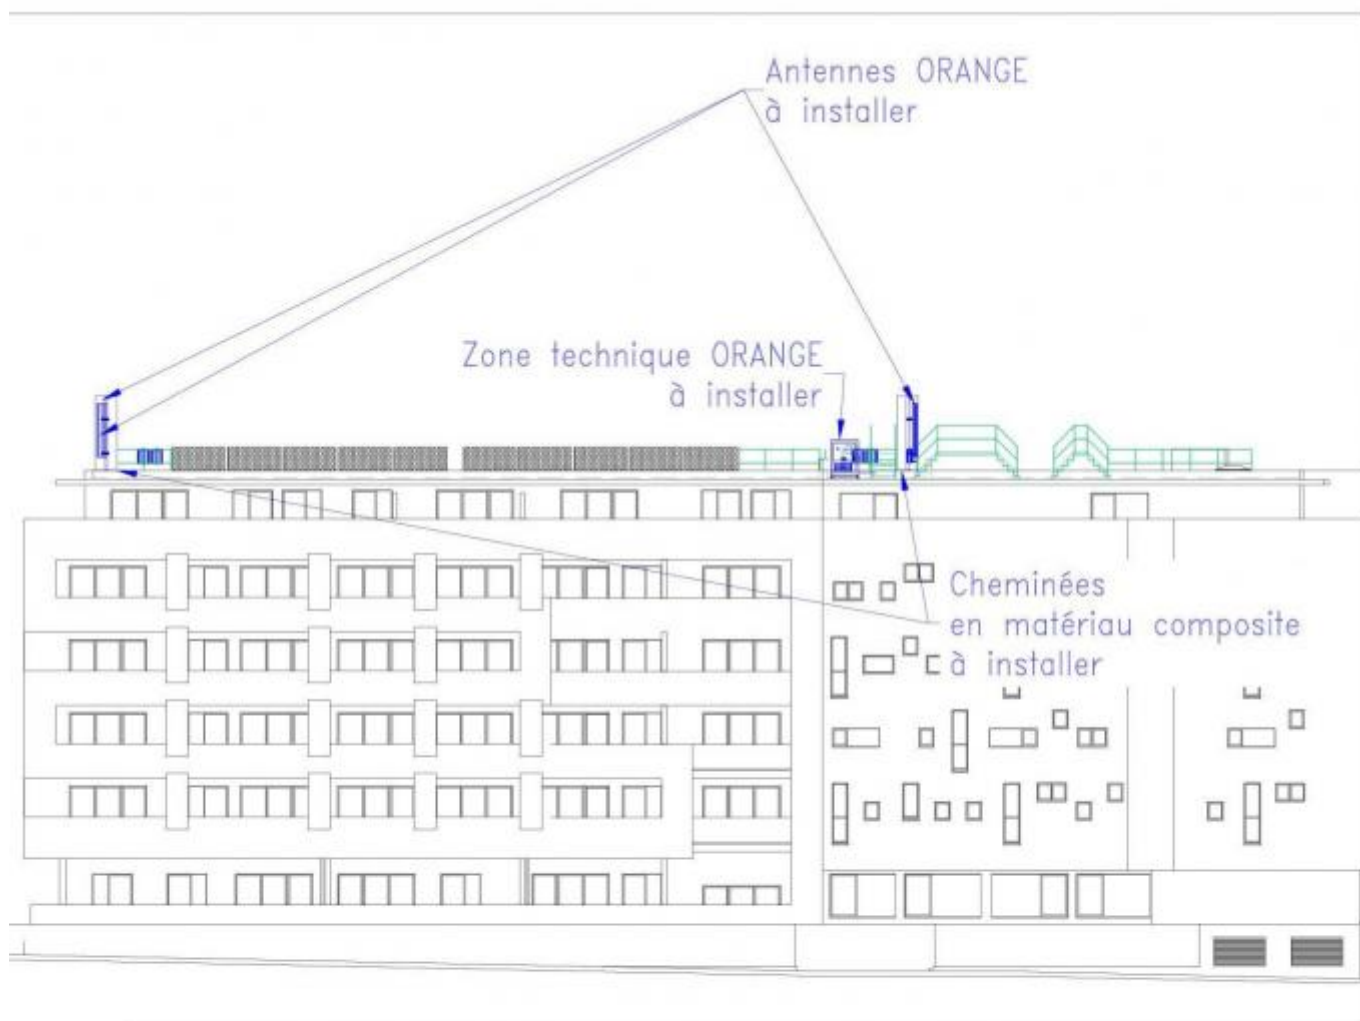 Antennes ORANGE
à installer
Zone technique ORANGE
à installer
Cheminées
en matériau composite
à installer